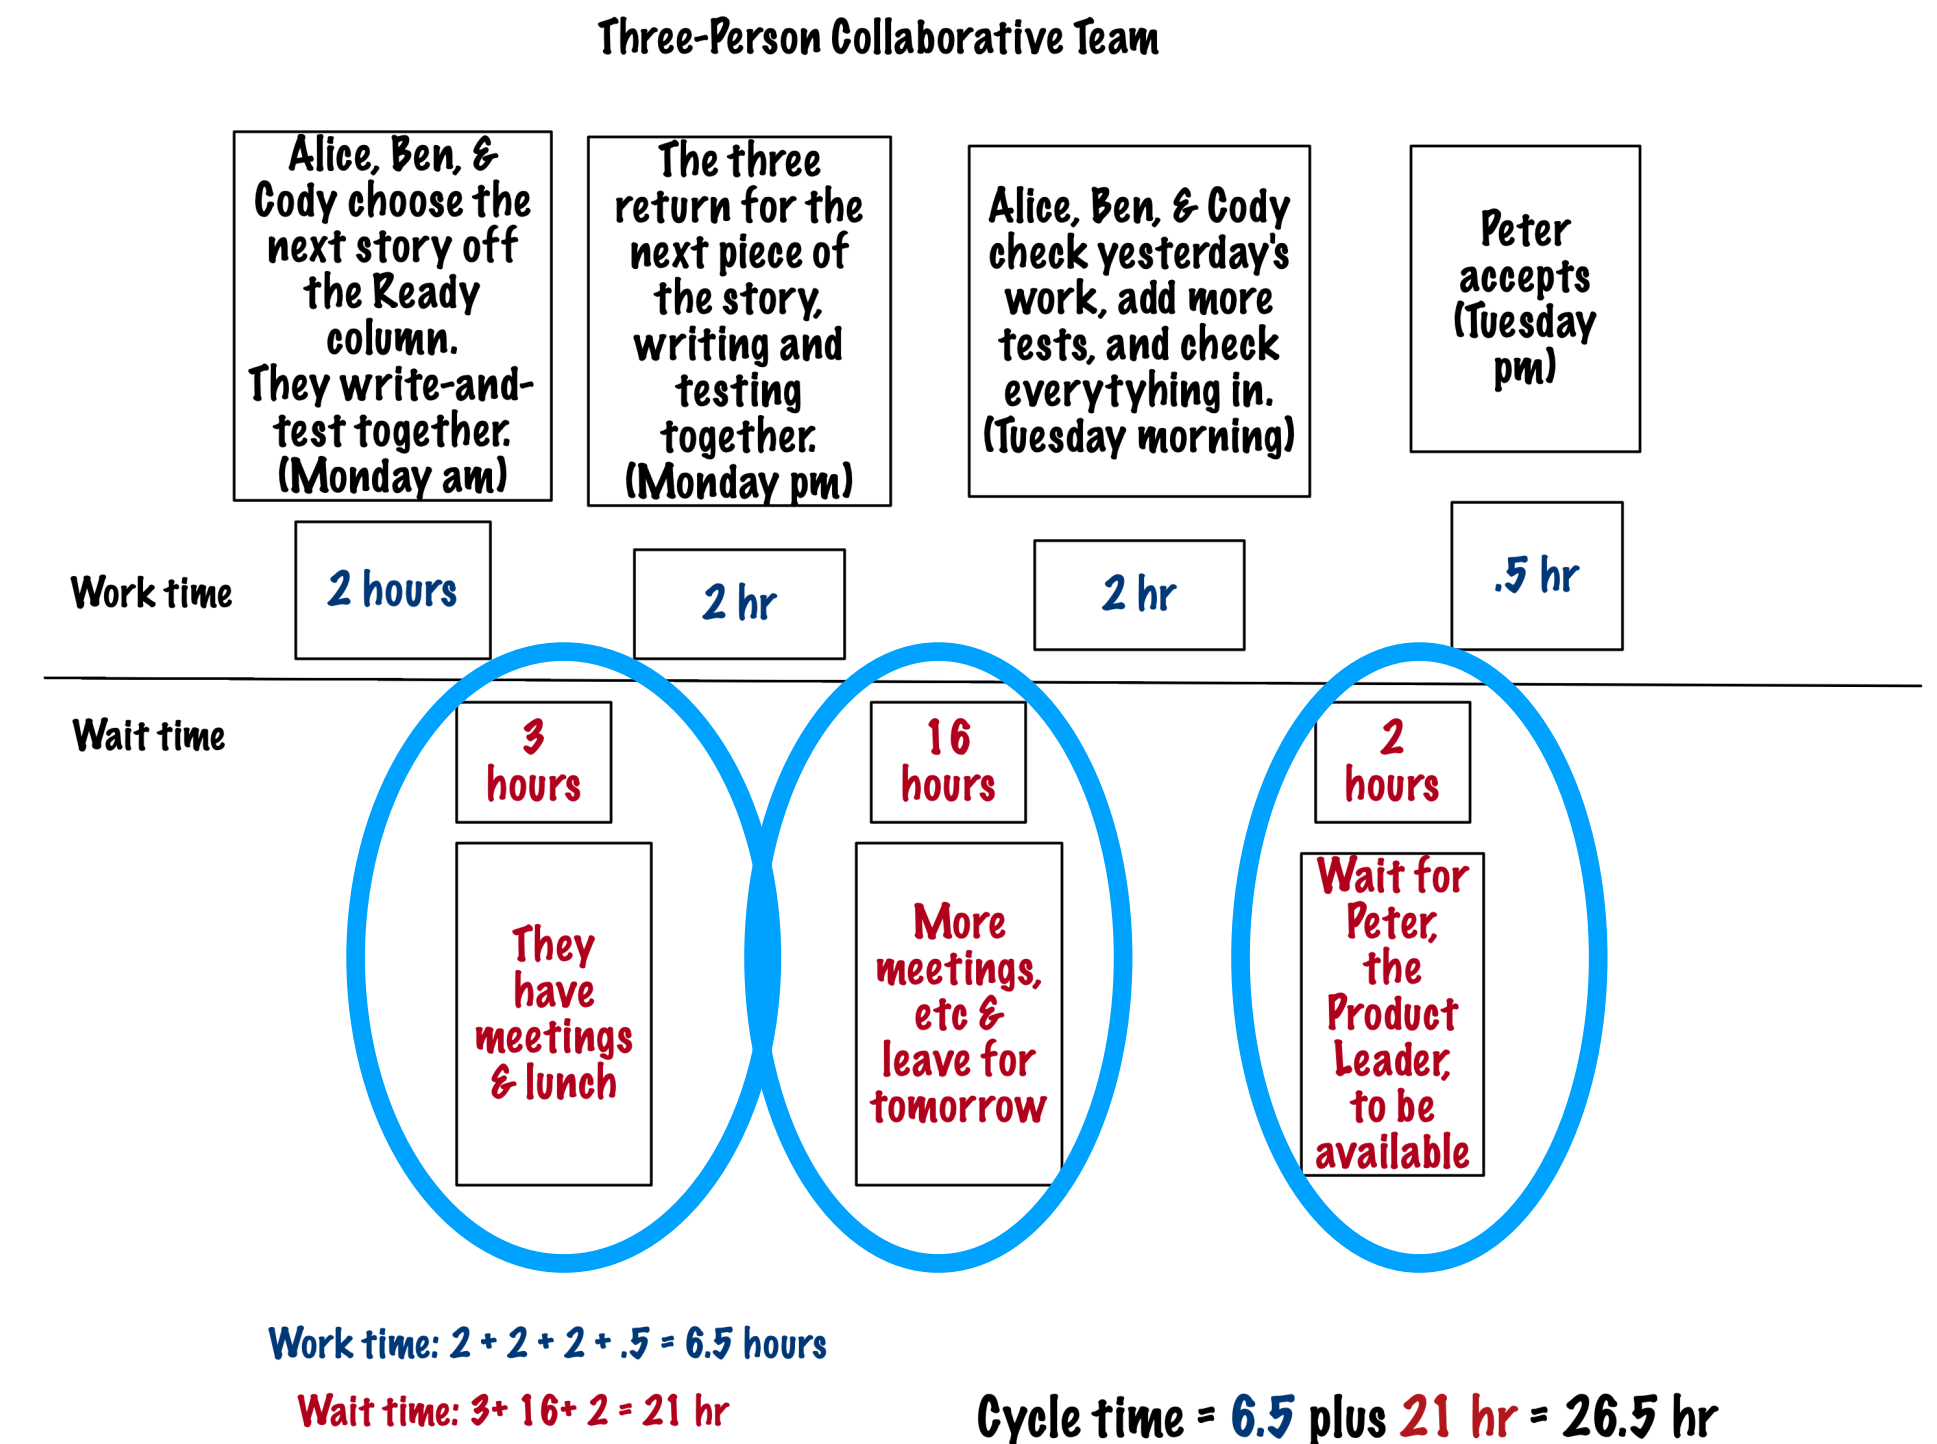 Three-Person Collaborative Team
Alice, Ben, &
Cody choose the
next story off
the Ready
column.
They write-and-
test together.
(Monday am)
The three
return for the
next piece of
the story,
writing and
testing
together.
(Monday pm)
Alice, Ben, & Cody
check yesterday's
work, add more
tests, and check
everytyhing in.
(Tuesday morning)
Peter
accepts
(Tuesday
pm)
Work time
2 hours
2 hr
2 hr
.5 hr
Wait time
3
hours
16
hours
2
hours
They
have
meetings
& lunch
More
meetings,
etc &
leave for
tomorrow
Wait for
Peter,
the
Product
Leader,
to be
available
Work time: 2 + 2 + 2 + .5 = 6.5 hours
Wait time: 3+ 16+ 2 = 21 hr
Cycle time = 6.5 plus 21 hr = 26.5 hr